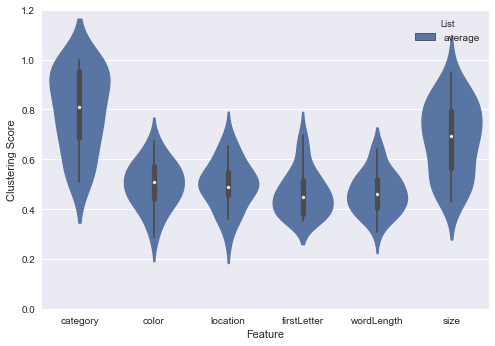 List
average
Clustering Score
1.2
1.0
0.8
0.6
0.4
0.2
0.0
category color location firstLetter wordLength size
Feature